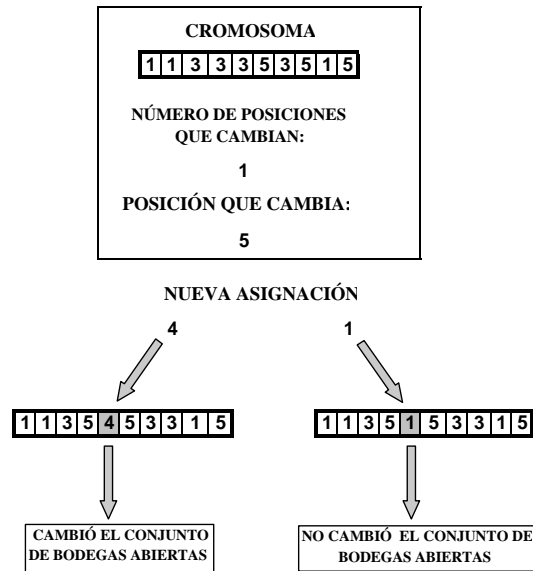 CROMOSOMA
1 1 3 3 3 5 3 5 1 5
NÚMERO DE POSICIONES
QUE CAMBIAN:
1
POSICIÓN QUE CAMBIA:
5
NUEVA ASIGNACIÓN
4 1
1 1 3 5 4 5 3 3 1 5
1 1 3 5 1 5 3 3 1 5
CAMBIÓ EL CONJUNTO
DE BODEGAS ABIERTAS
NO CAMBIÓ EL CONJUNTO DE
BODEGAS ABIERTAS